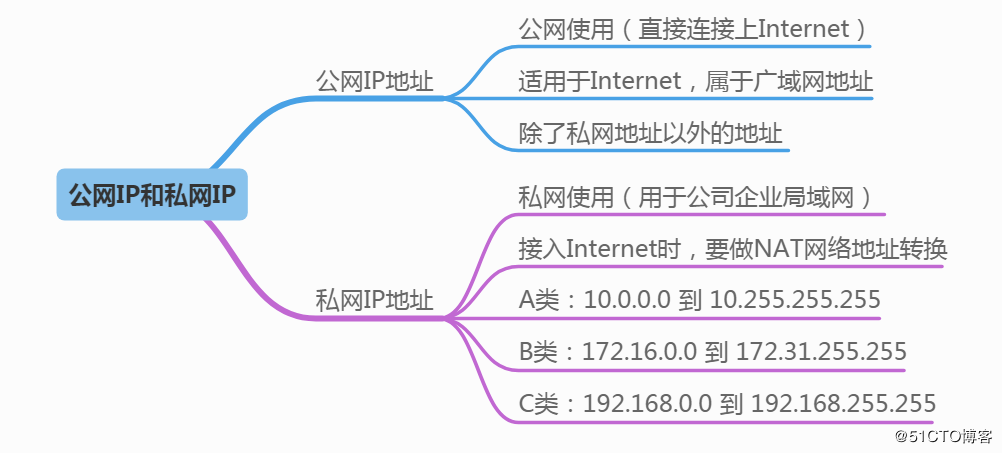 公网使用（直接连接上Internet）
公网IP地址
适用于Internet，属于广域网地址
除了私网地址以外的地址
公网IP和私网IP
私网使用（用于公司企业局域网）
接入Internet时，要做NAT网络地址转换
私网IP地址
A类：10.0.0.0 到 10.255.255.255
B类：172.16.0.0 到 172.31.255.255
C类：192.168.0.0 到 192.168.255.255
@51CTO博客